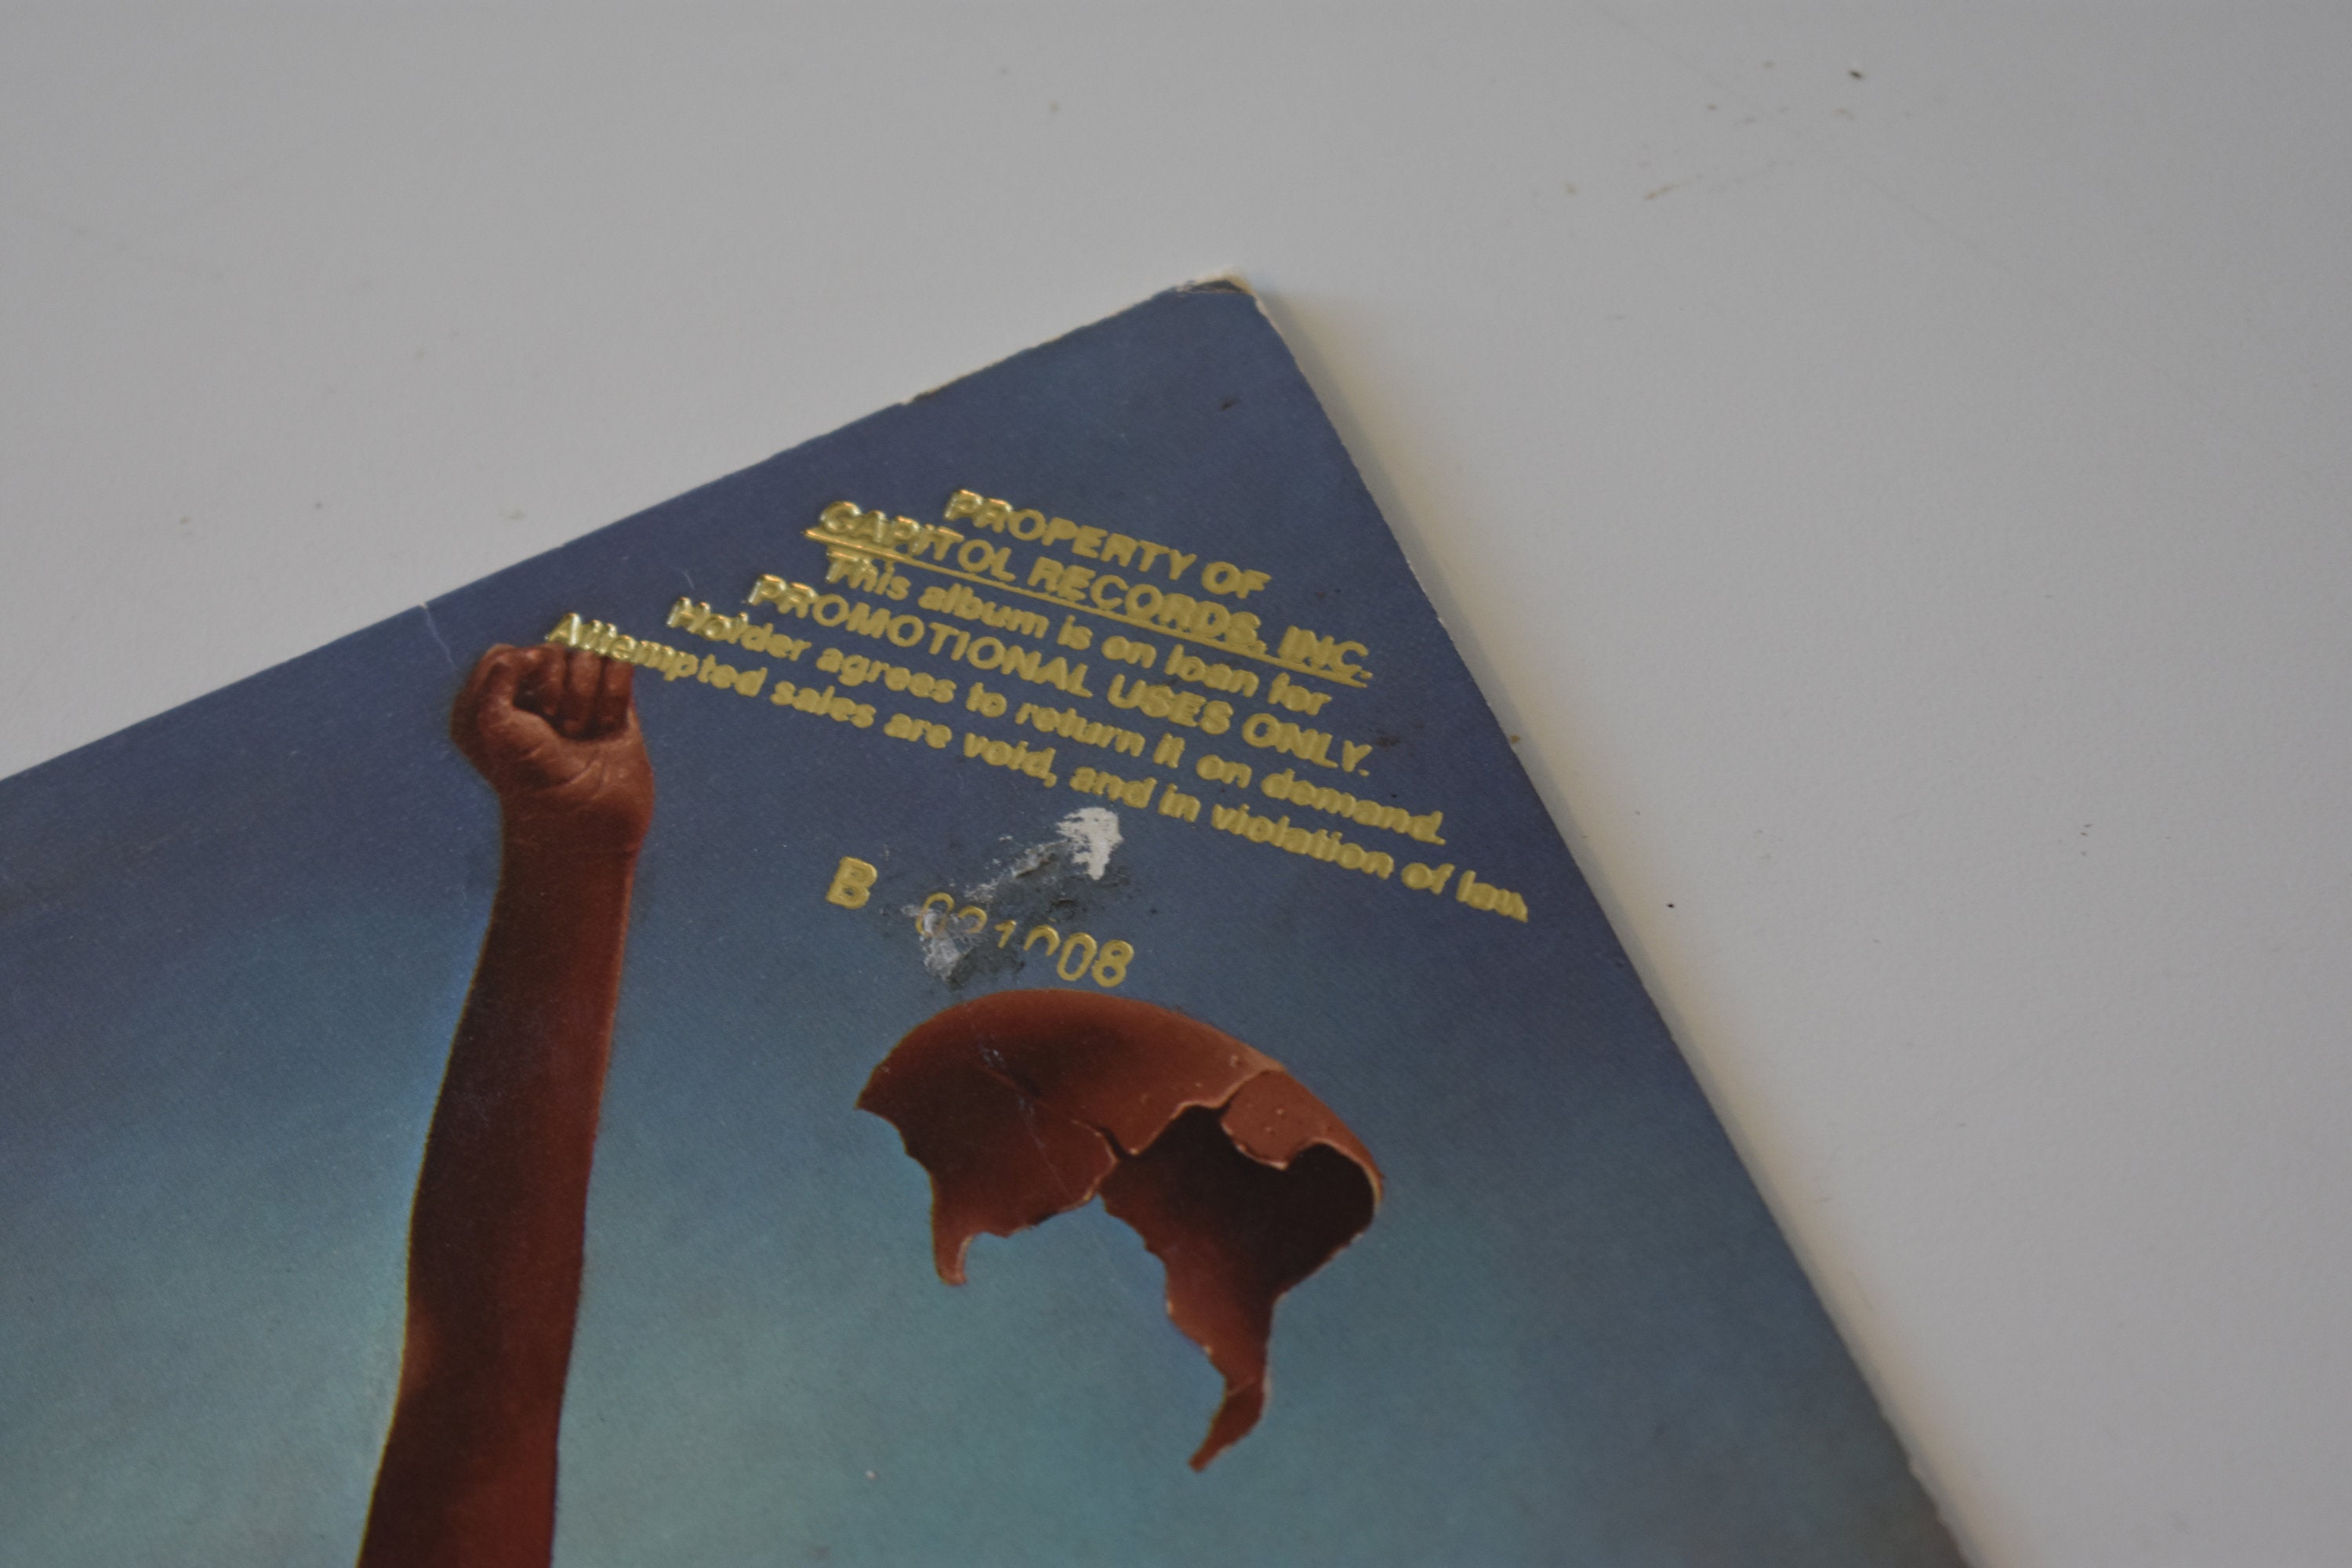 PROPERTY OF
CAPITOL RECORDS, INC.
This album is on loan for
PROMOTIONAL USES ONLY.
Holder agrees to return it on demand.
Attempted sales are void, and in violation of law
B